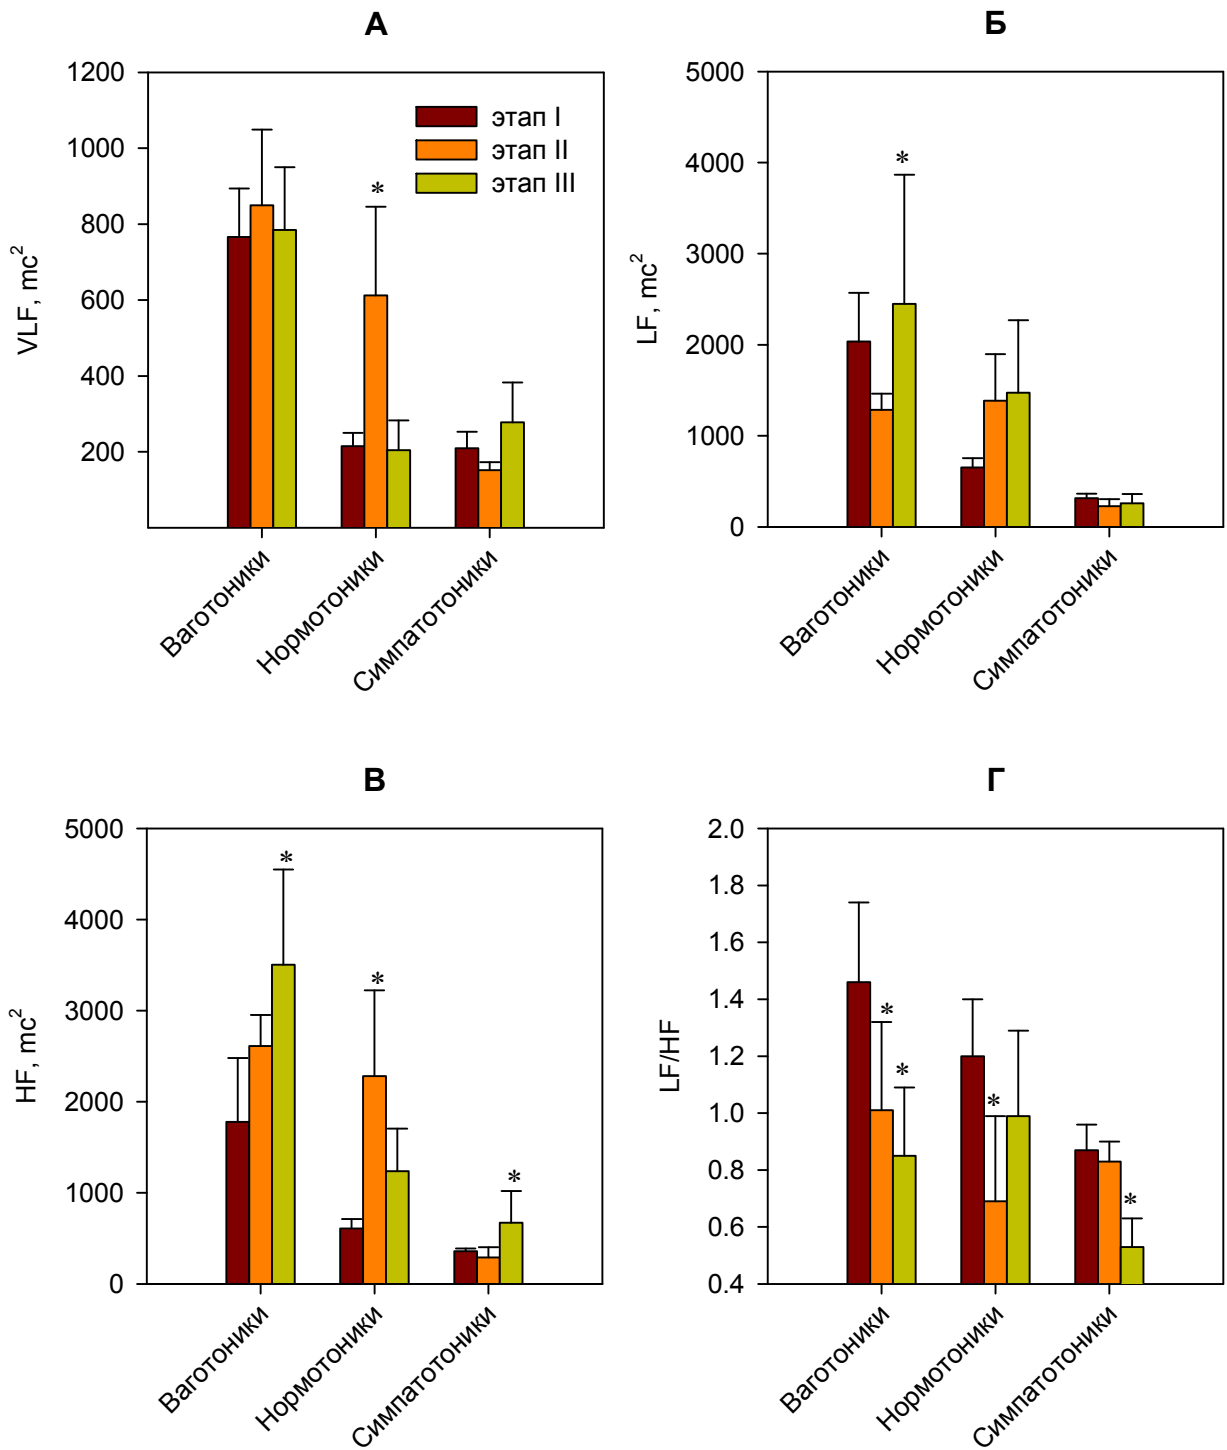 А
1200
1000
800
600
400
200
VLF, mc²
этап I
этап II
этап III
*
Ваготоники
Нормотоники
Симпатотоники
Б
5000
4000
3000
2000
1000
0
LF, mc²
*
Ваготоники
Нормотоники
Симпатотоники
В
5000
4000
3000
2000
1000
0
HF, mc²
*
*
*
Ваготоники
Нормотоники
Симпатотоники
Г
2.0
1.8
1.6
1.4
1.2
1.0
0.8
0.6
0.4
LF/HF
*
*
*
*
Ваготоники
Нормотоники
Симпатотоники